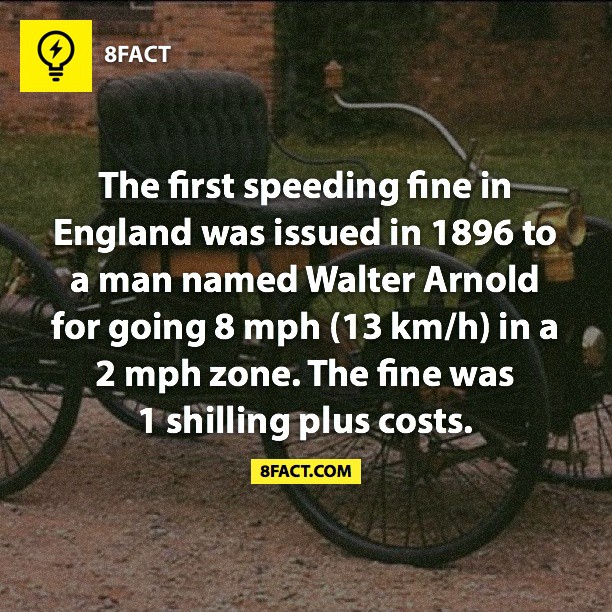 8FACT
The first speeding fine in
England was issued in 1896 to
a man named Walter Arnold
for going 8 mph (13 km/h) in a
2 mph zone. The fine was
1 shilling plus costs.
8FACT.COM